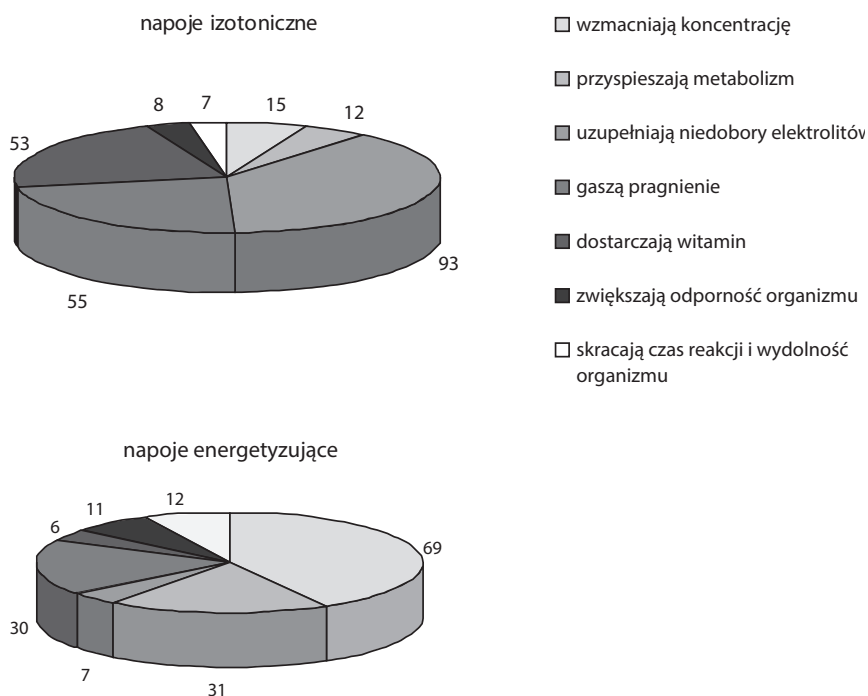 napoje izotoniczne
8
7
15
12
53
93
55
wzmacniają koncentrację
przyspieszają metabolizm
uzupełniają niedobory elektrolitów
gaszą pragnienie
dostarczają witamin
zwiększają odporność organizmu
skracają czas reakcji i wydolność
organizmu
napoje energetyzujące
12
11
6
69
30
7
31